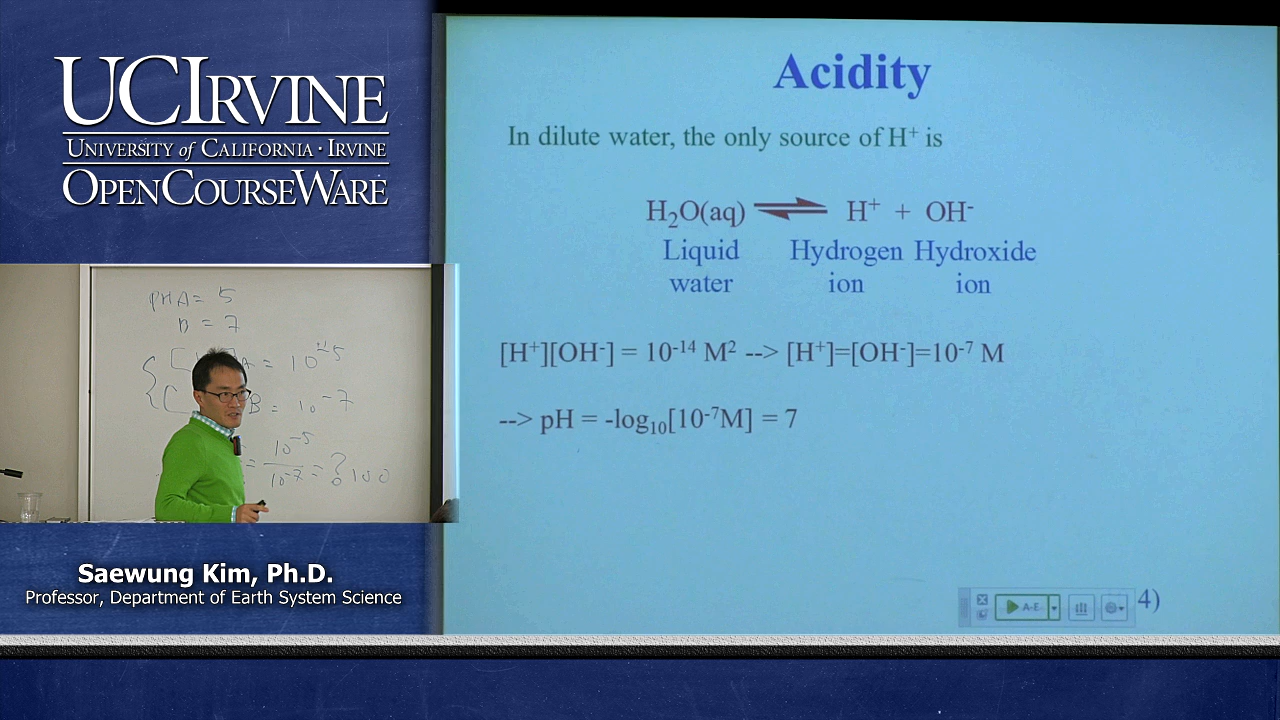 UCIRVINE
UNIVERSITY of CALIFORNIA · IRVINE
OPENCOURSEWARE
pH A = 5
B = 7
A = 10⁻⁵
B = 10⁻⁷
= 10⁻⁵ / 10⁻⁷ = ? 100
Saewung Kim, Ph.D.
Professor, Department of Earth System Science
Acidity
In dilute water, the only source of H⁺ is
H₂O(aq) ⇌ H⁺ + OH⁻
Liquid Hydrogen Hydroxide
water ion ion
[H⁺][OH⁻] = 10⁻¹⁴ M² --> [H⁺]=[OH⁻]=10⁻⁷ M
--> pH = -log₁₀[10⁻⁷M] = 7
A-E
4)